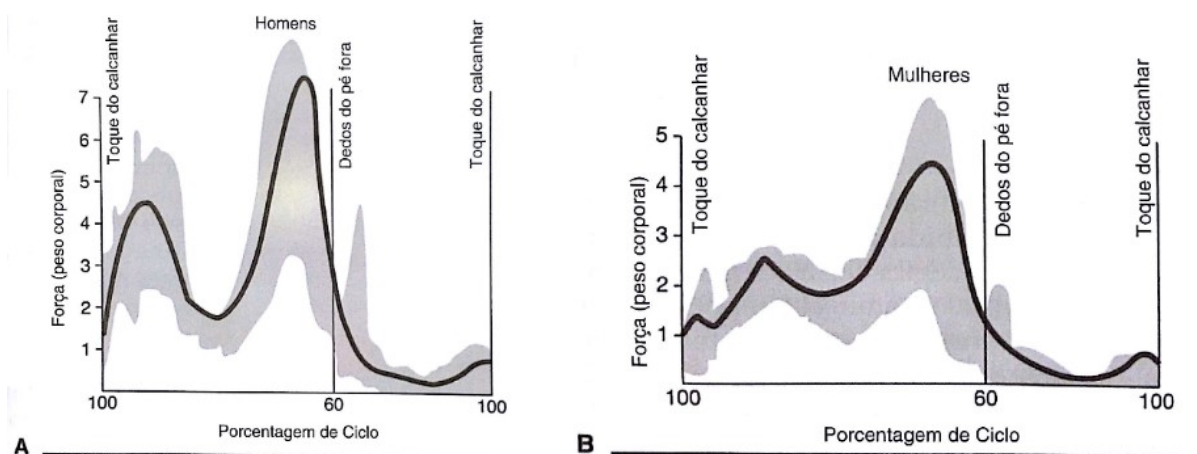 Homens
Toque do calcanhar
Dedos do pé fora
Toque do calcanhar
Força (peso corporal)
7
6
5
4
3
2
1
100
60
100
Porcentagem de Ciclo
A
Mulheres
Toque do calcanhar
Dedos do pé fora
Toque do calcanhar
Força (peso corporal)
5
4
3
2
1
100
60
100
Porcentagem de Ciclo
B